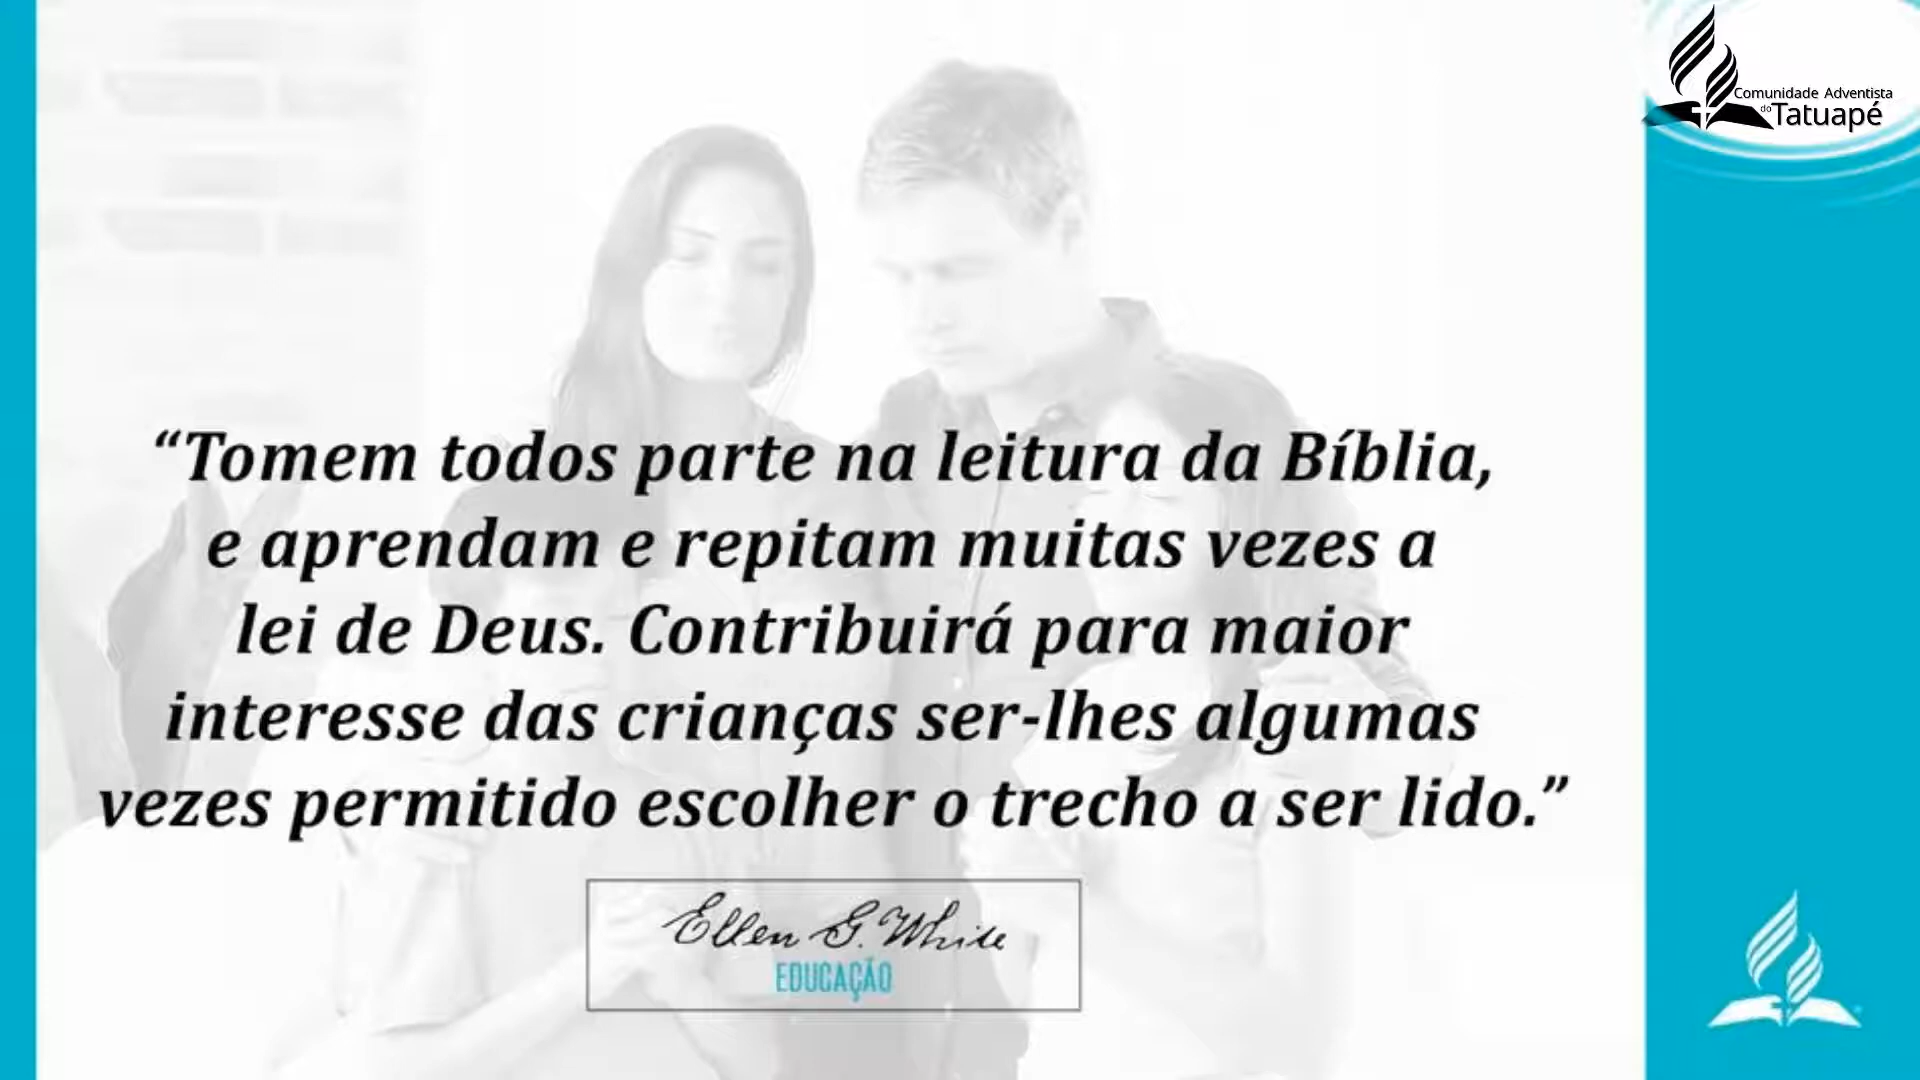 Comunidade Adventista
do Tatuapé
“Tomem todos parte na leitura da Bíblia,
e aprendam e repitam muitas vezes a
lei de Deus. Contribuirá para maior
interesse das crianças ser-lhes algumas
vezes permitido escolher o trecho a ser lido.”
Ellen G. White
EDUCAÇÃO